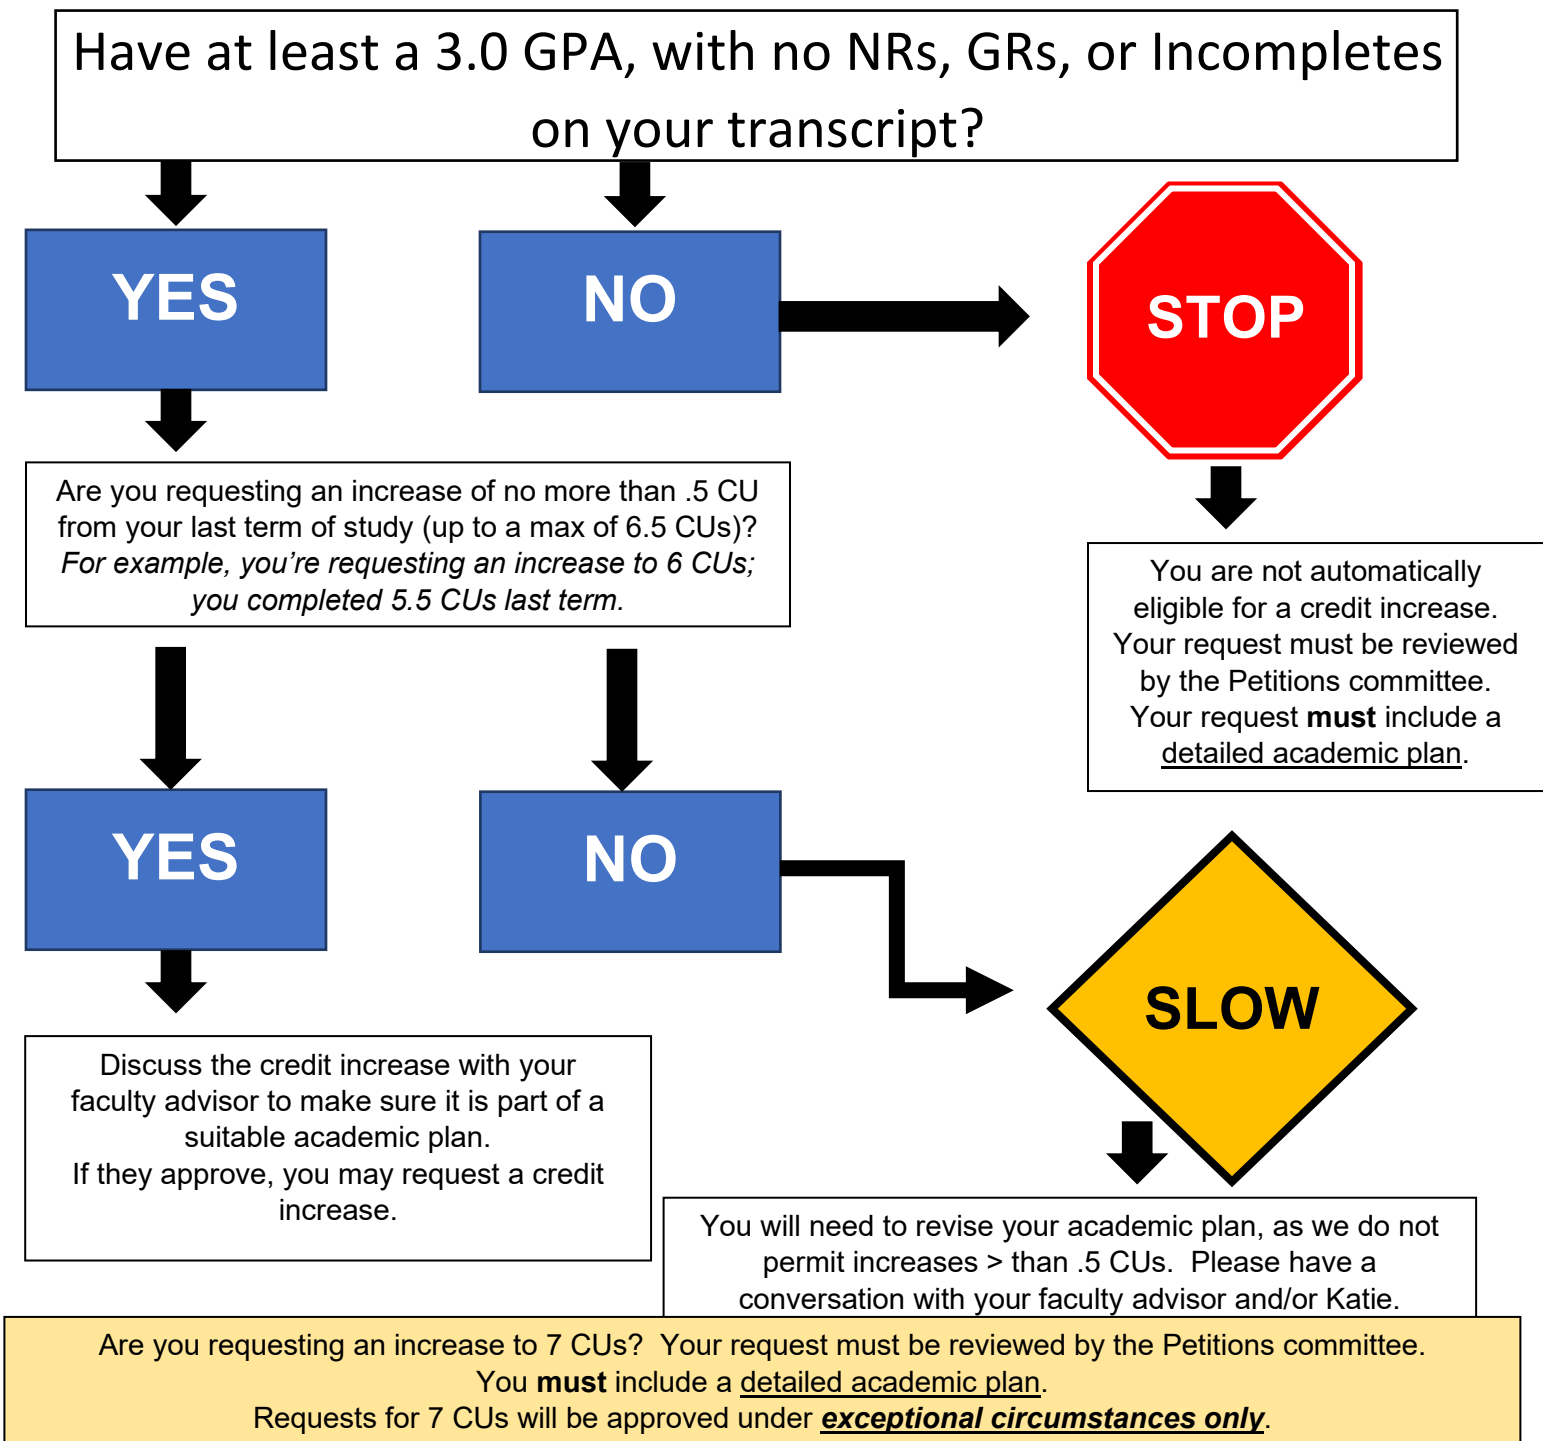 Have at least a 3.0 GPA, with no NRs, GRs, or Incompletes
on your transcript?
YES
NO
STOP
Are you requesting an increase of no more than .5 CU
from your last term of study (up to a max of 6.5 CUs)?
For example, you’re requesting an increase to 6 CUs;
you completed 5.5 CUs last term.
You are not automatically
eligible for a credit increase.
Your request must be reviewed
by the Petitions committee.
Your request must include a
detailed academic plan.
YES
NO
SLOW
Discuss the credit increase with your
faculty advisor to make sure it is part of a
suitable academic plan.
If they approve, you may request a credit
increase.
You will need to revise your academic plan, as we do not
permit increases > than .5 CUs.  Please have a
conversation with your faculty advisor and/or Katie.
Are you requesting an increase to 7 CUs?  Your request must be reviewed by the Petitions committee.
You must include a detailed academic plan.
Requests for 7 CUs will be approved under exceptional circumstances only.